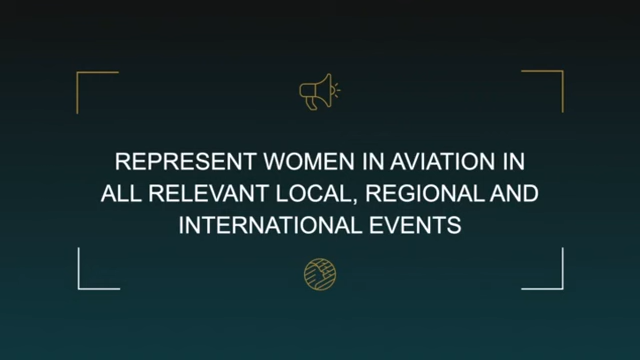 REPRESENT WOMEN IN AVIATION IN
ALL RELEVANT LOCAL, REGIONAL AND
INTERNATIONAL EVENTS